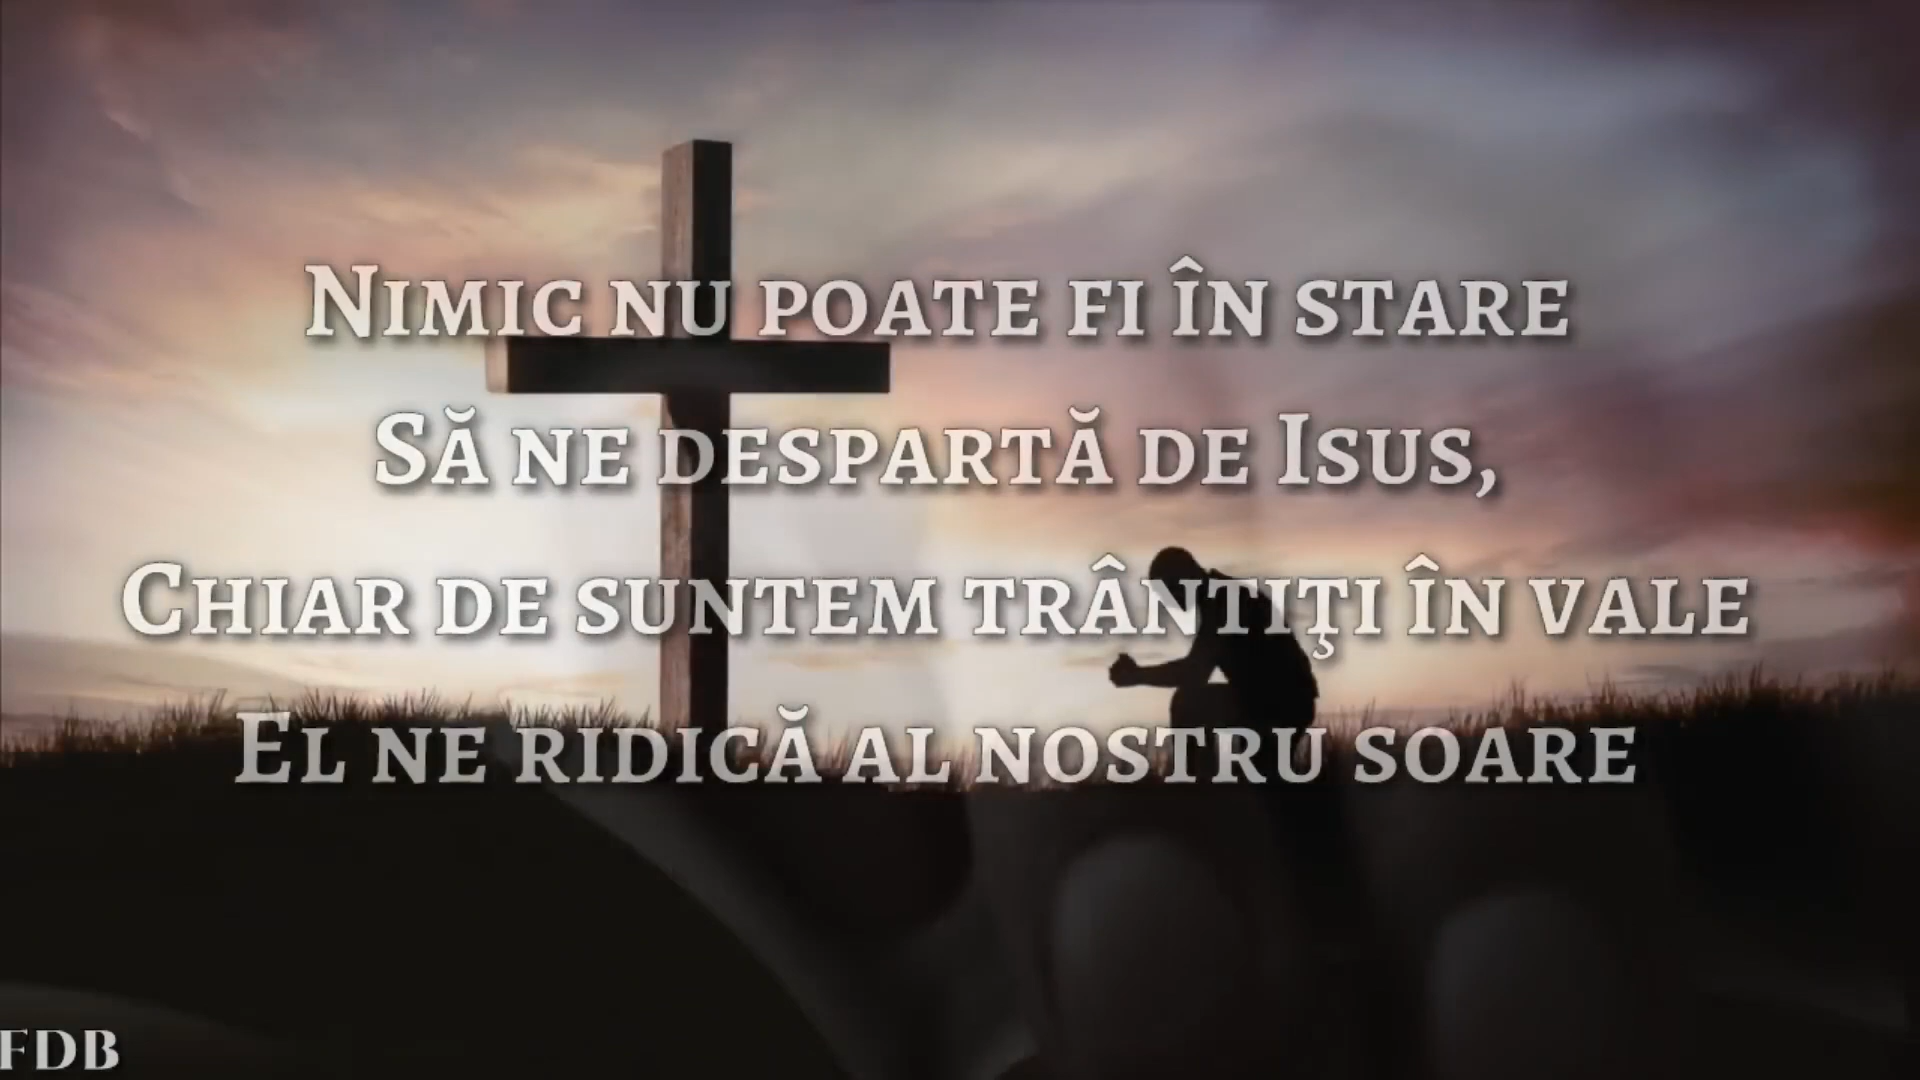 Nimic nu poate fi în stare
Să ne despartă de Isus,
Chiar de suntem trântiţi în vale
El ne ridică al nostru soare
FDB